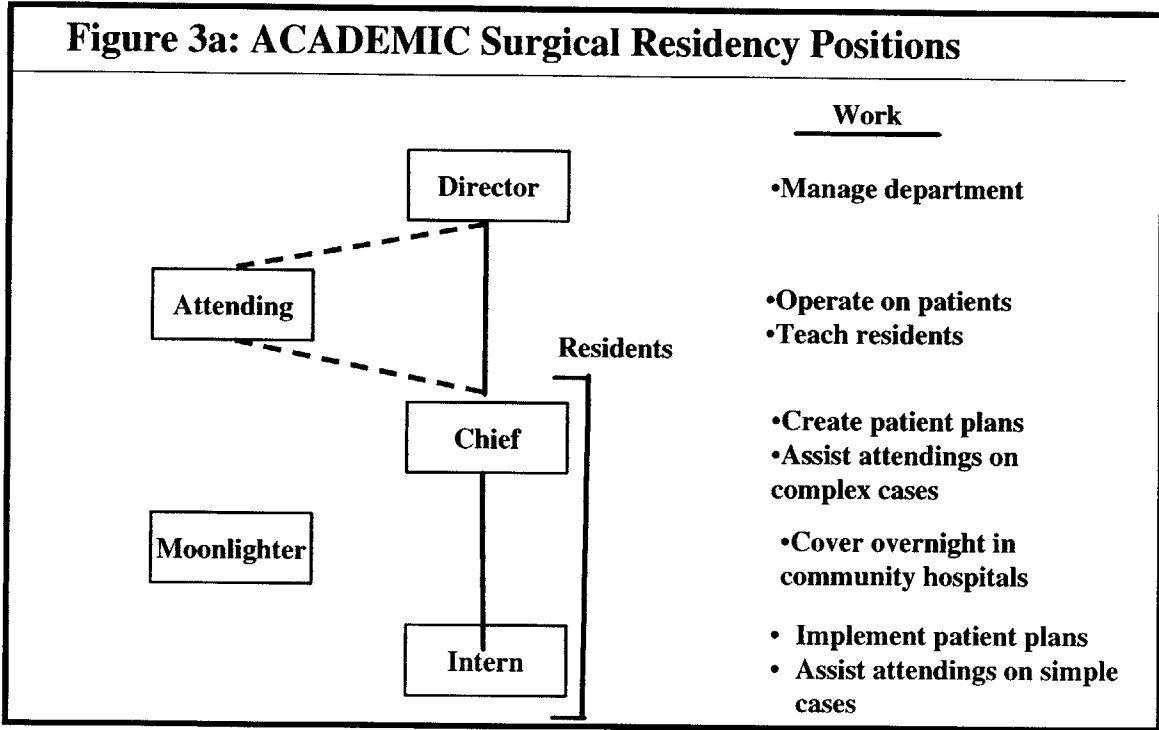 Figure 3a: ACADEMIC Surgical Residency Positions
Work
Director
•Manage department
Attending
•Operate on patients
•Teach residents
Residents
Chief
•Create patient plans
•Assist attendings on
complex cases
Moonlighter
•Cover overnight in
community hospitals
Intern
• Implement patient plans
• Assist attendings on simple
cases